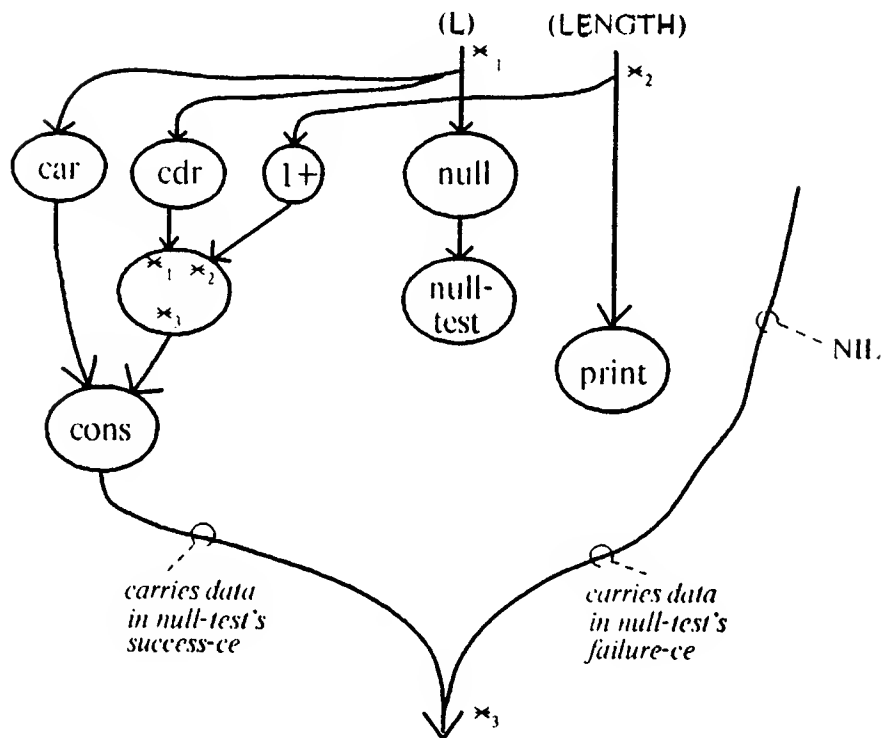 (L) (LENGTH)
*₁ *₂
car cdr 1+ null
*₁ *₂
*₃
null-
test
print
NIL
cons
carries data
in null-test's
success-ce
carries data
in null-test's
failure-ce
*₃